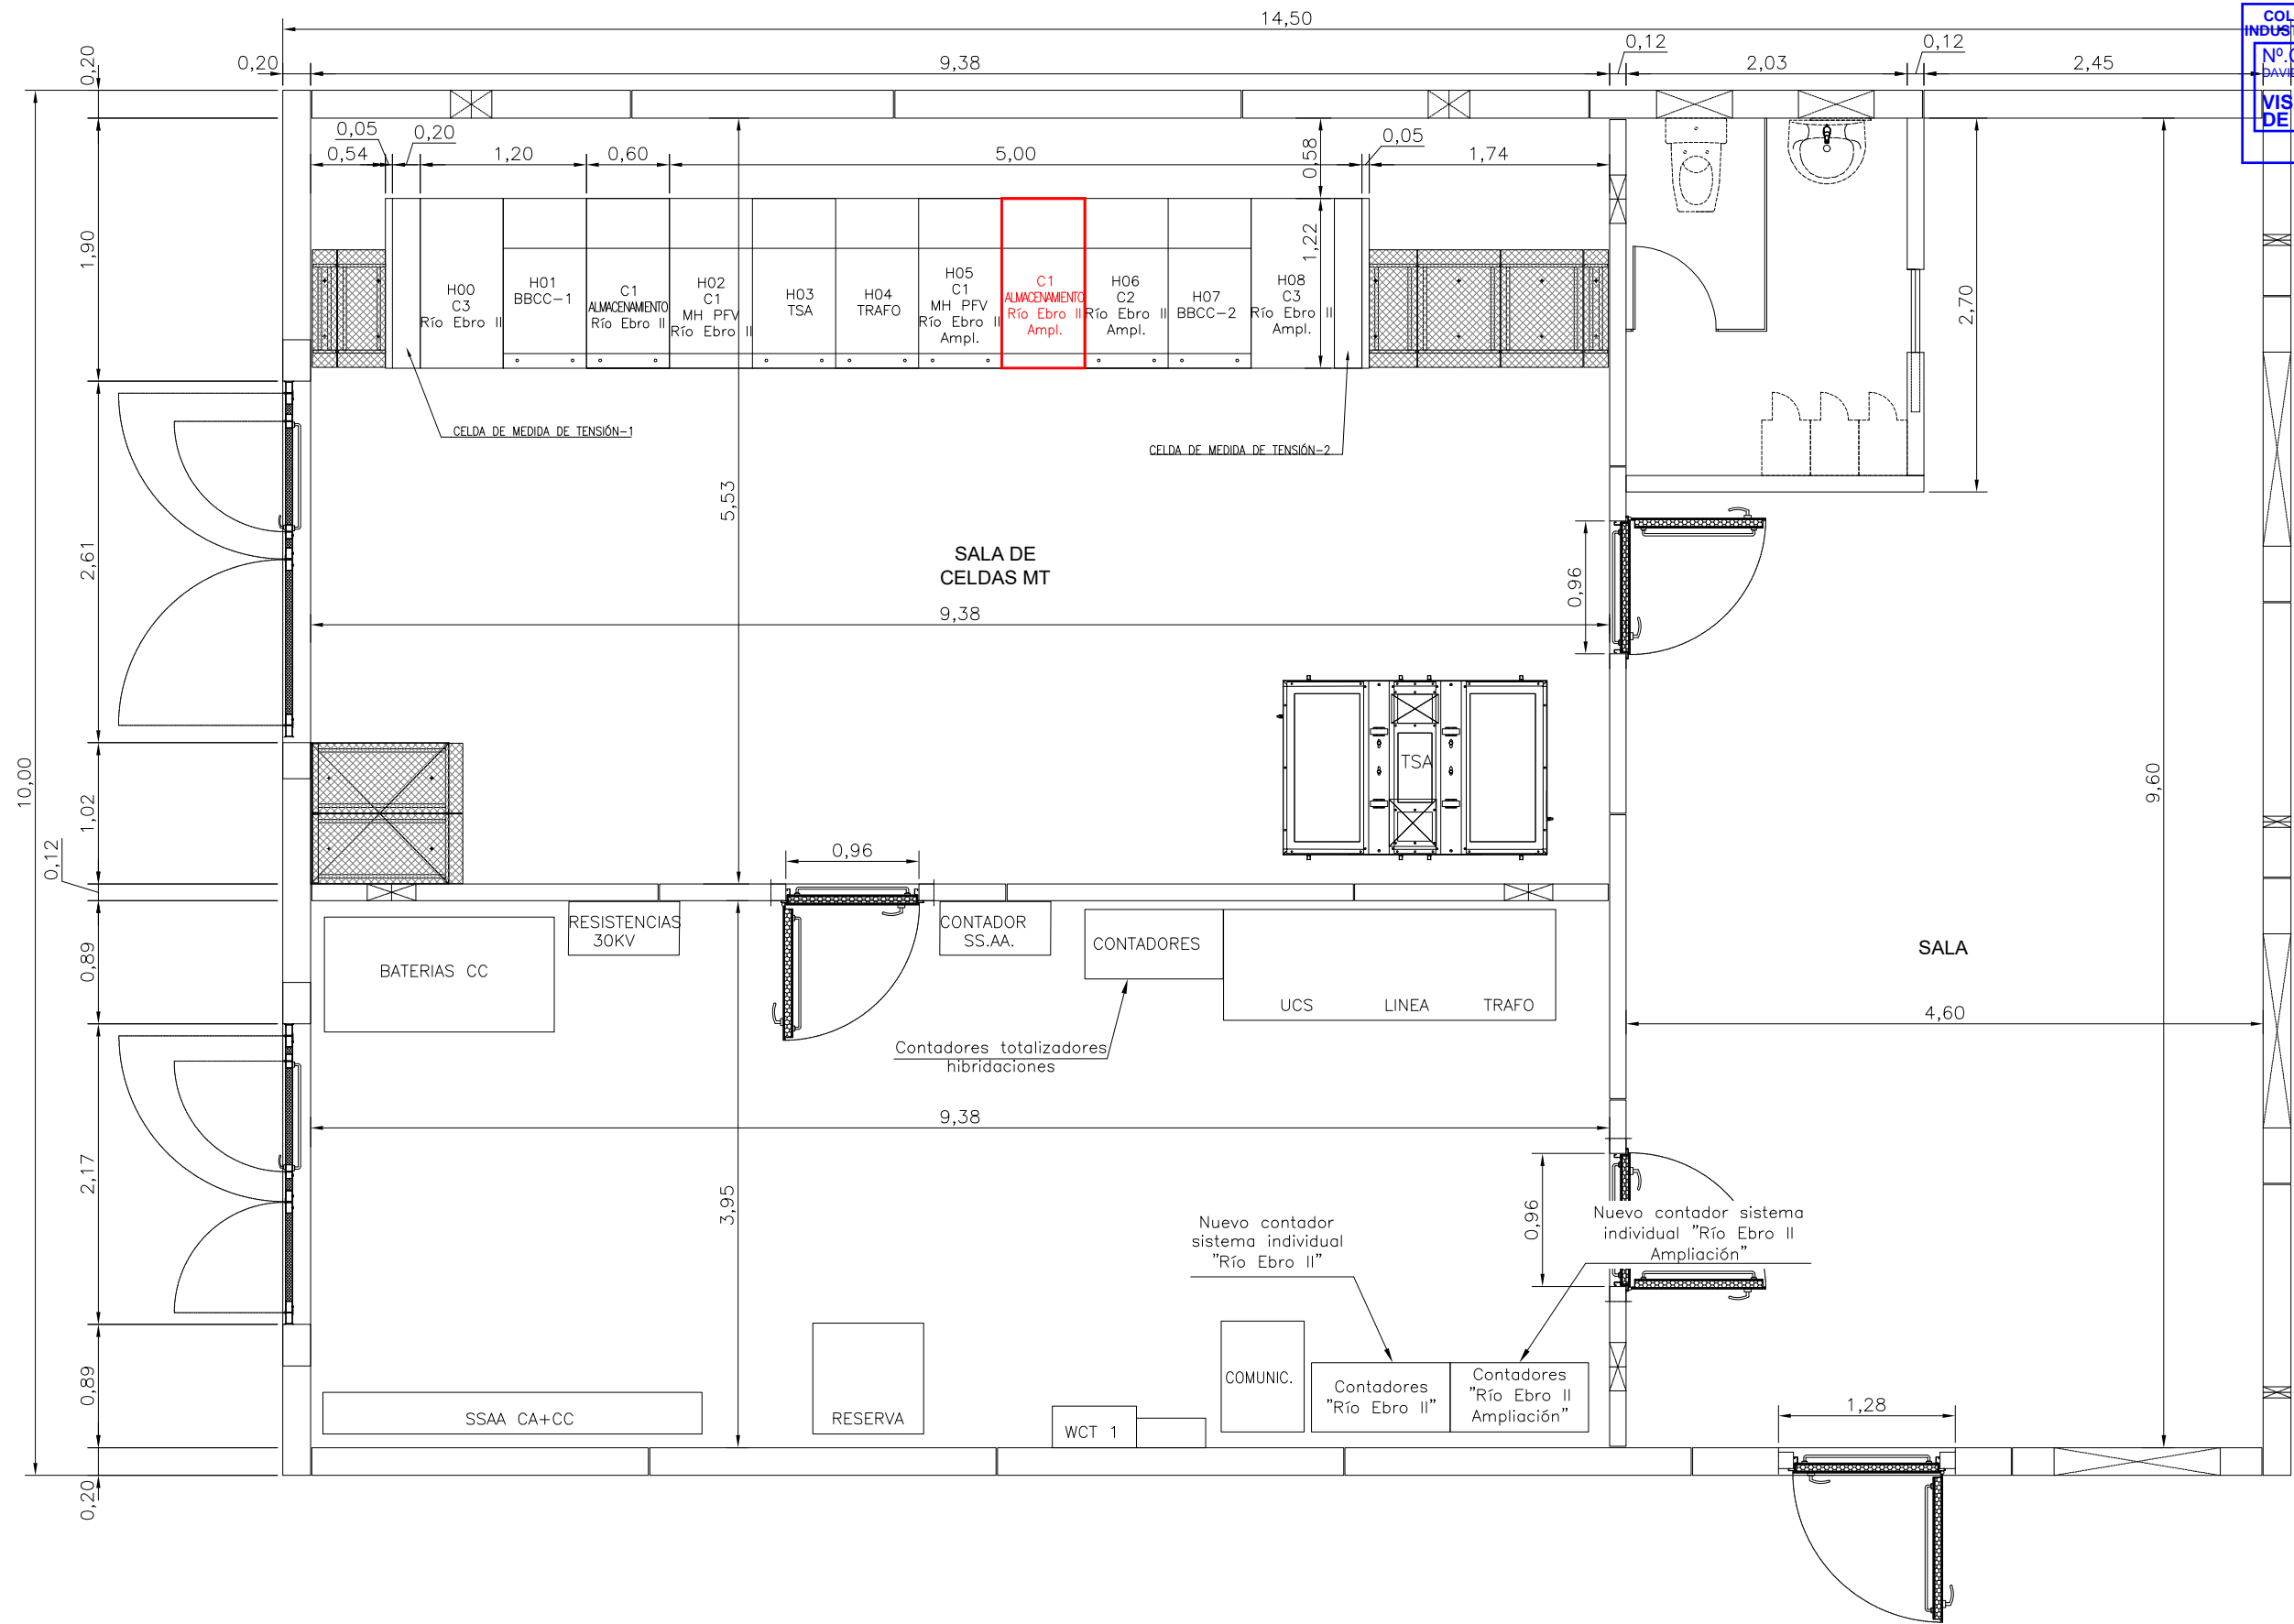 14,50
COL
INDUST
0,20
0,20
9,38
0,12
2,03
0,12
2,45
Nº.
DAVID
VIS
DE
0,05
0,20
0,54
1,20
0,60
5,00
0,58
0,05
1,74
1,90
1,22
H00
C3
Río Ebro II
H01
BBCC-1
C1
ALMACENAMIENTO
Río Ebro II
H02
C1
MH PFV
Río Ebro II
H03
TSA
H04
TRAFO
H05
C1
MH PFV
Río Ebro II
Ampl.
C1
ALMACENAMIENTO
Río Ebro II
Ampl.
H06
C2
Río Ebro II
Ampl.
H07
BBCC-2
H08
C3
Río Ebro II
Ampl.
2,70
CELDA DE MEDIDA DE TENSIÓN-1
CELDA DE MEDIDA DE TENSIÓN-2
5,53
2,61
SALA DE
CELDAS MT
0,96
9,38
10,00
TSA
9,60
1,02
0,12
0,96
RESISTENCIAS
30KV
CONTADOR
SS.AA.
CONTADORES
BATERIAS CC
SALA
0,89
UCS
LINEA
TRAFO
4,60
Contadores totalizadores
hibridaciones
9,38
2,17
3,95
0,96
Nuevo contador
sistema individual
"Río Ebro II"
Nuevo contador sistema
individual "Río Ebro II
Ampliación"
0,89
COMUNIC.
Contadores
"Río Ebro II"
Contadores
"Río Ebro II
Ampliación"
1,28
SSAA CA+CC
RESERVA
WCT 1
0,20